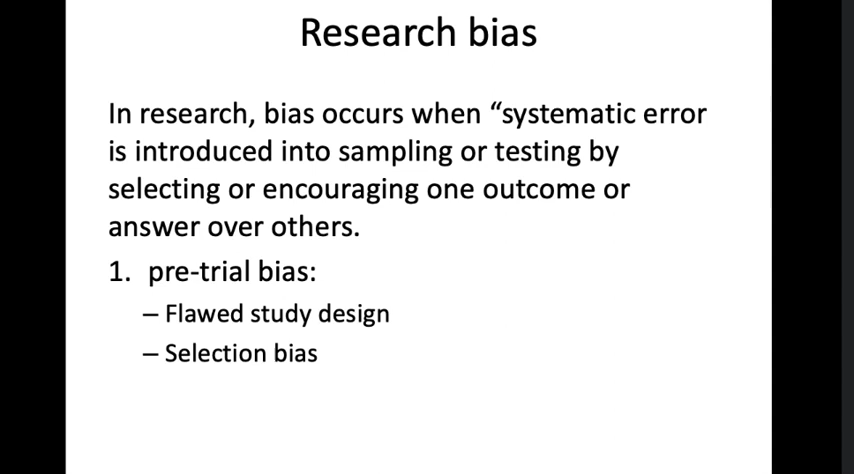 Research bias
In research, bias occurs when “systematic error
is introduced into sampling or testing by
selecting or encouraging one outcome or
answer over others.
1. pre-trial bias:
– Flawed study design
– Selection bias